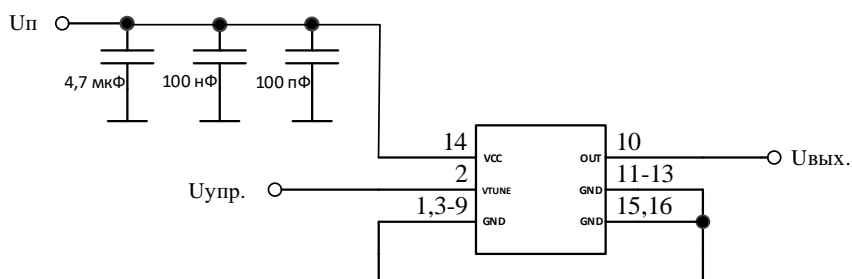 Uп
4,7 мкФ
100 нФ
100 пФ
14
VCC
OUT
10
Uвых.
Uупр.
2
VTUNE
GND
11-13
1,3-9
GND
GND
15,16